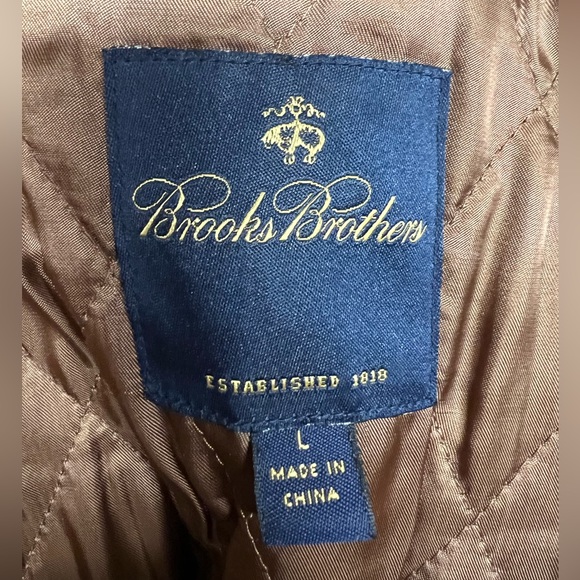 Brooks Brothers
ESTABLISHED 1818
L
MADE IN
CHINA